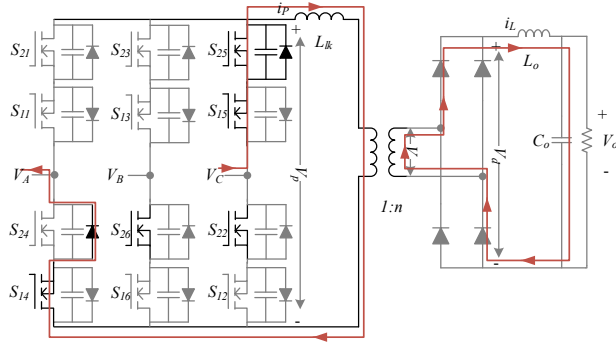 i_P
S_21 S_23 S_25 + L_lk i_L
+ L_o
S_11 S_13 S_15 C_o + V_o
V_A V_B V_C V_p V V_d -
S_24 S_26 S_22 1:n
S_14 S_16 S_12 - -